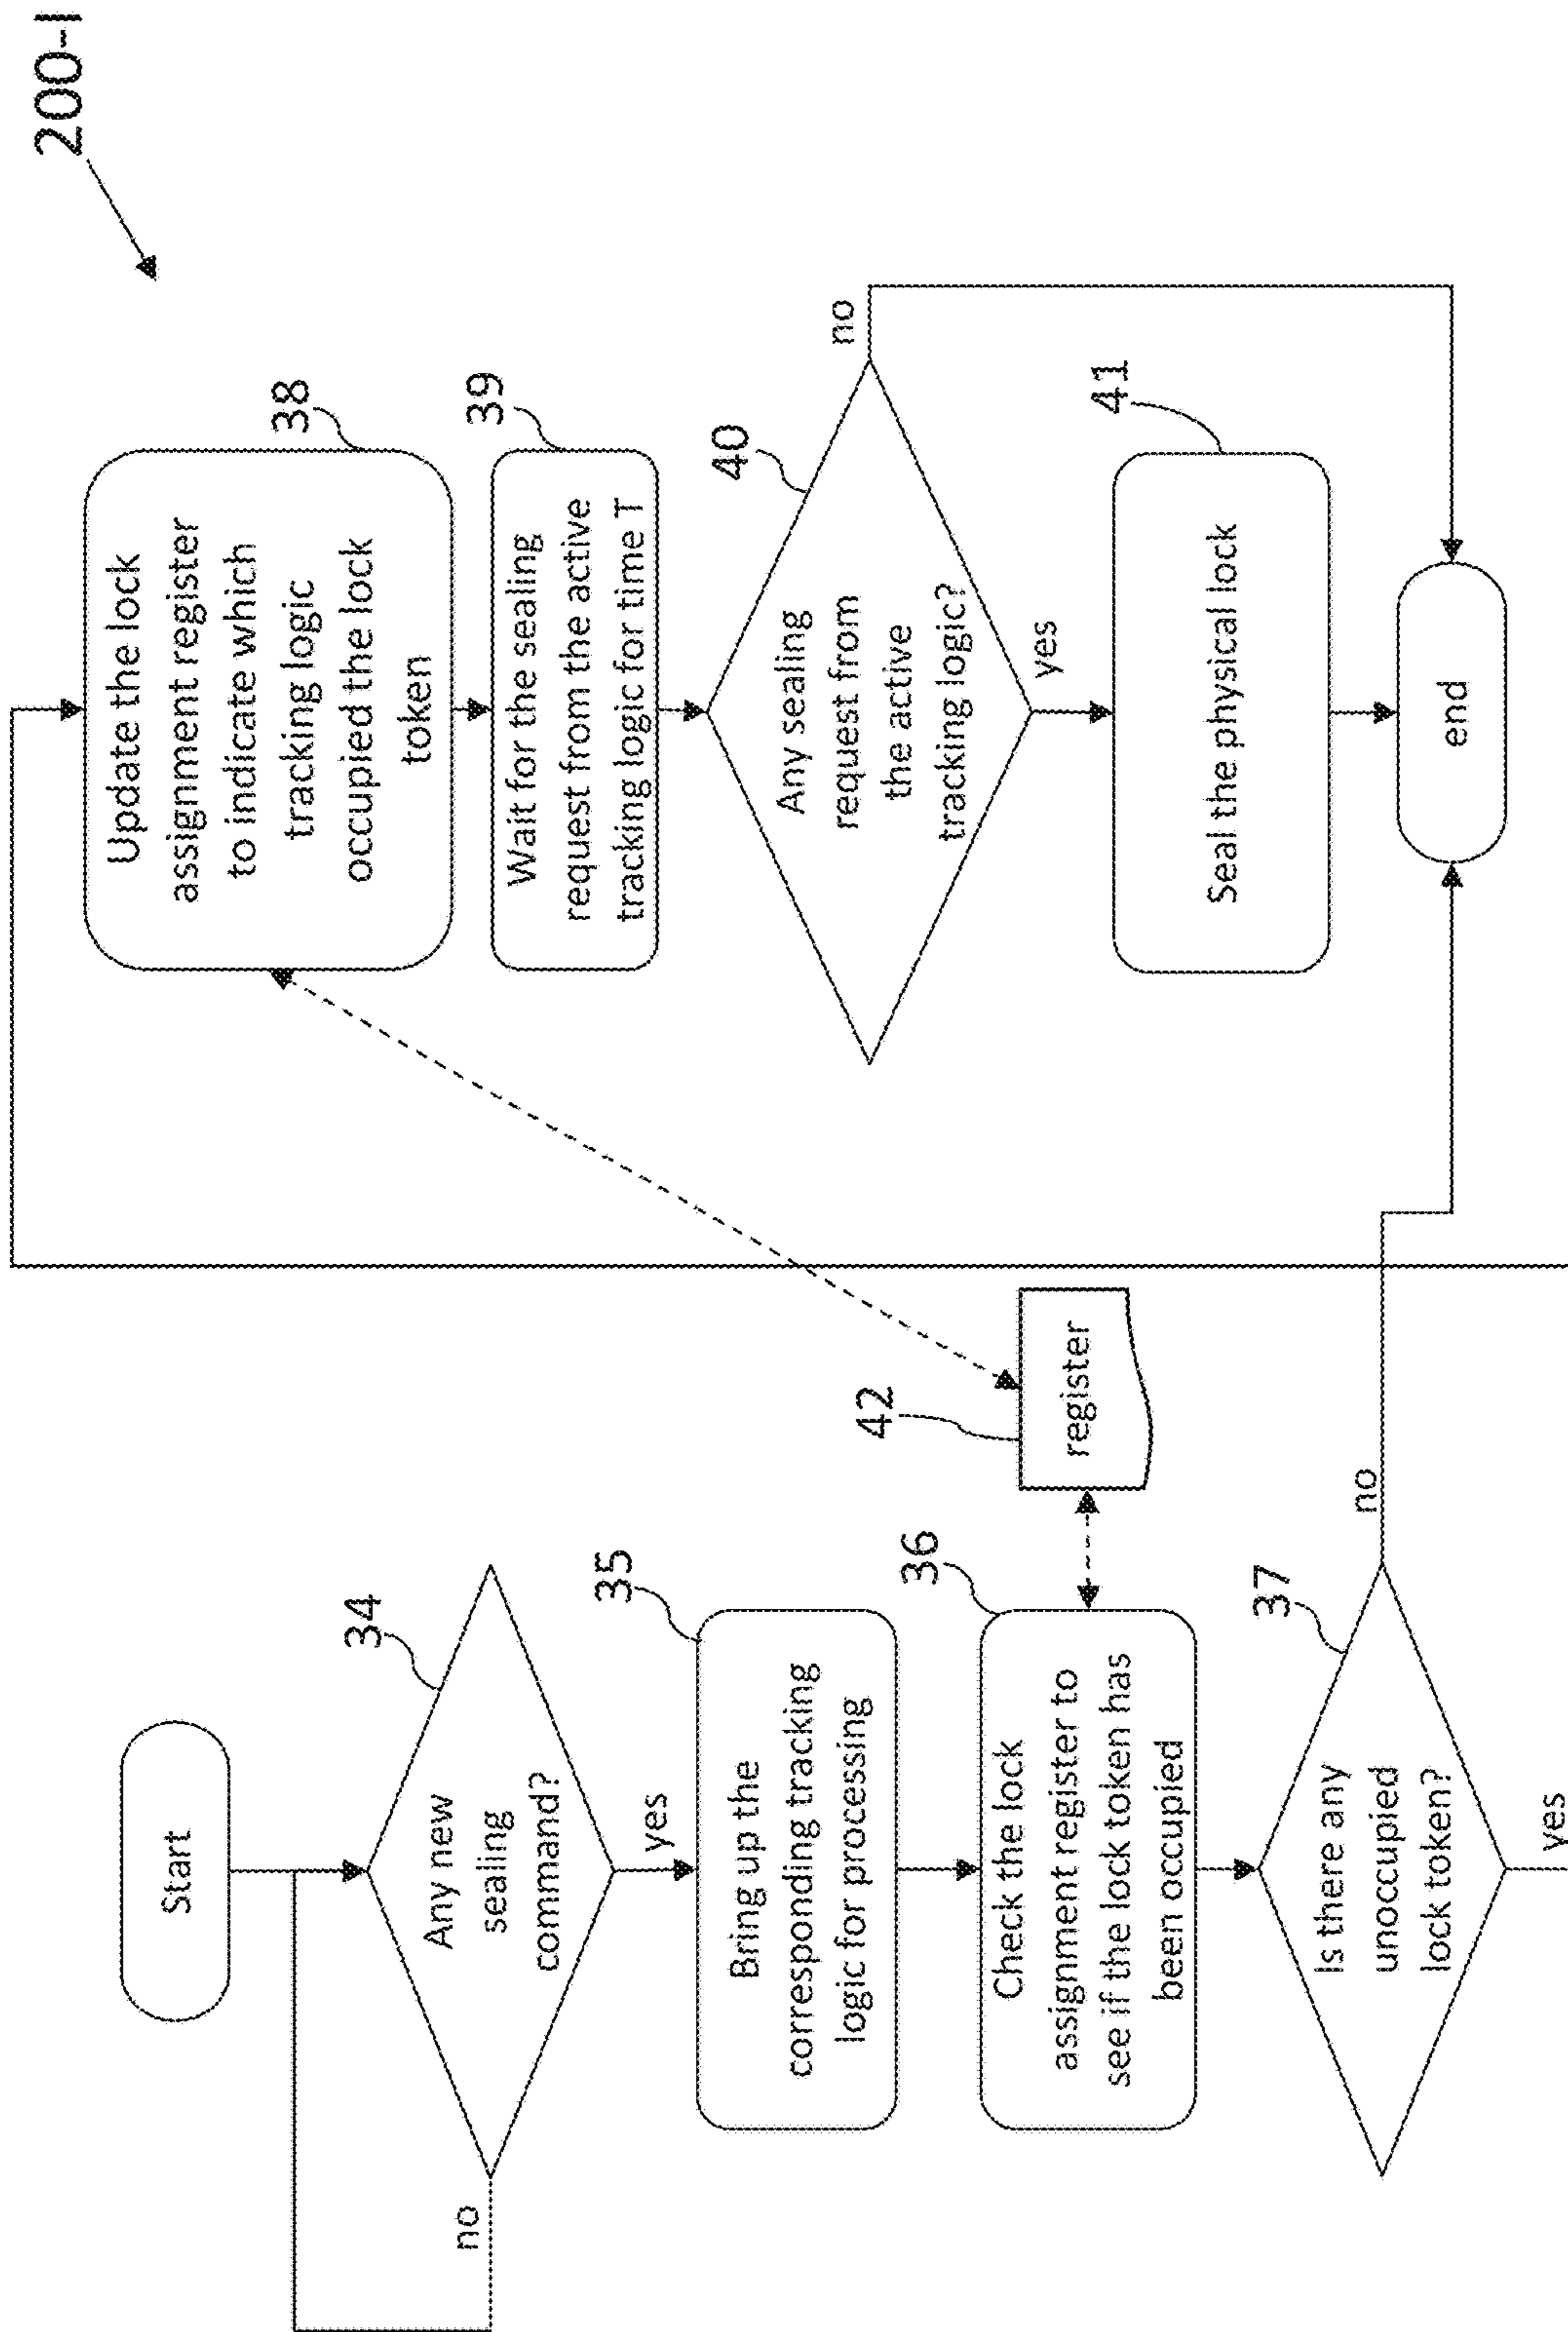 200-I
Start
34
Any new
sealing
command?
no
yes
35
Bring up the
corresponding tracking
logic for processing
36
Check the lock
assignment register to
see if the lock token has
been occupied
42
register
37
Is there any
unoccupied
lock token?
no
yes
38
Update the lock
assignment register
to indicate which
tracking logic
occupied the lock
token
39
Wait for the sealing
request from the active
tracking logic for time T
40
Any sealing
request from
the active
tracking logic?
no
yes
41
Seal the physical lock
end